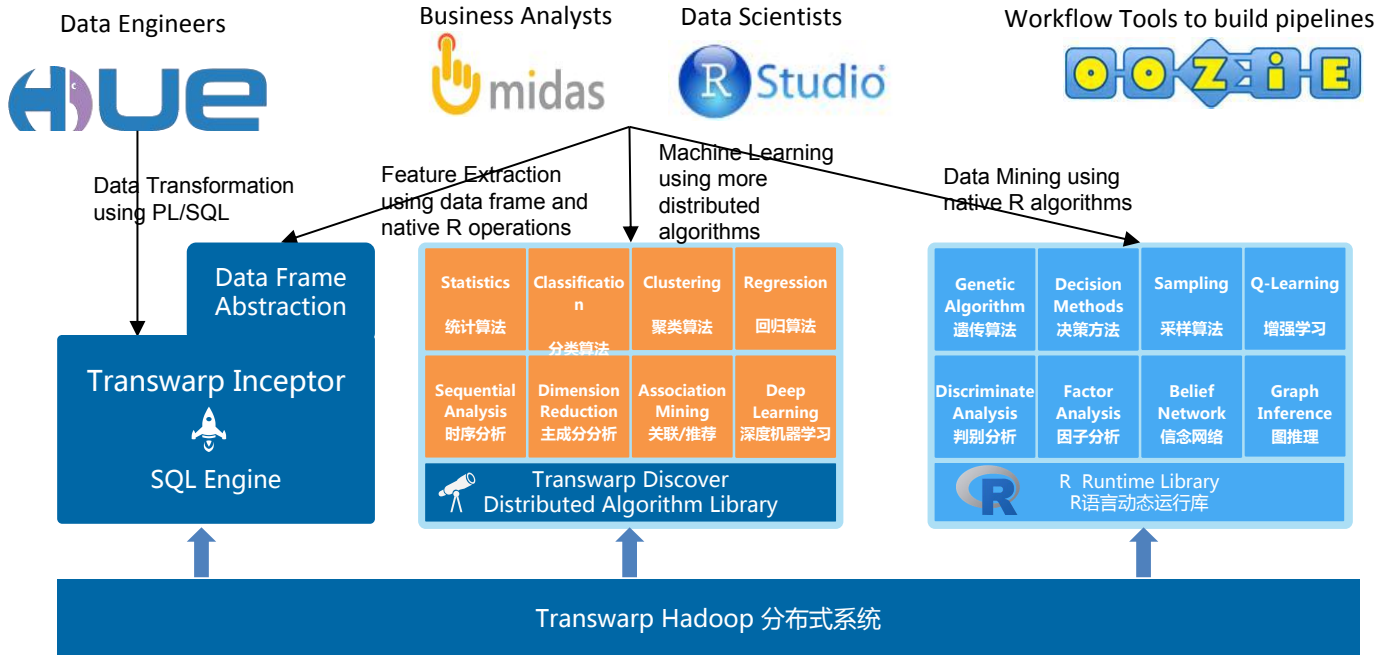 Data Engineers
Business Analysts
Data Scientists
Workflow Tools to build pipelines
HUE
midas
R Studio
OOZiE
Data Transformation
using PL/SQL
Feature Extraction
using data frame and
native R operations
Machine Learning
using more
distributed
algorithms
Data Mining using
native R algorithms
Data Frame
Abstraction
Transwarp Inceptor
SQL Engine
Statistics
统计算法
Classificatio
n
分类算法
Clustering
聚类算法
Regression
回归算法
Sequential
Analysis
时序分析
Dimension
Reduction
主成分分析
Association
Mining
关联/推荐
Deep
Learning
深度机器学习
Transwarp Discover
Distributed Algorithm Library
Genetic
Algorithm
遗传算法
Decision
Methods
决策方法
Sampling
采样算法
Q-Learning
增强学习
Discriminate
Analysis
判别分析
Factor
Analysis
因子分析
Belief
Network
信念网络
Graph
Inference
图推理
R
R Runtime Library
R语言动态运行库
Transwarp Hadoop 分布式系统